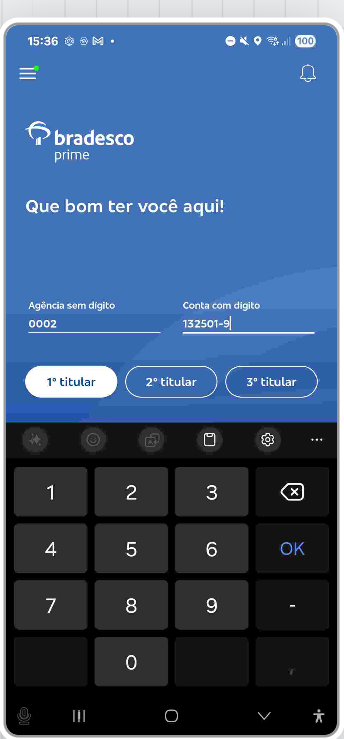 15:36
100
bradesco
prime
Que bom ter você aqui!
Agência sem dígito
Conta com dígito
0002
132501-9
1º titular
2º titular
3º titular
1
2
3
4
5
6
OK
7
8
9
-
0